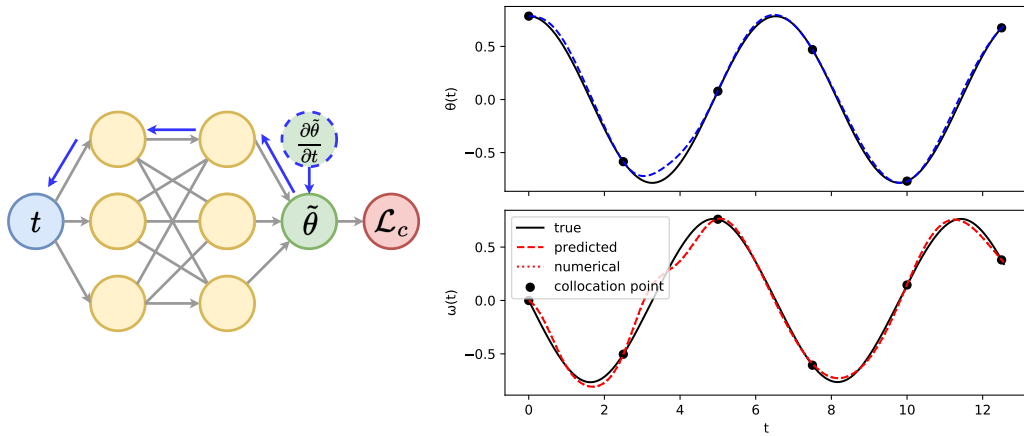 t
∂θ̃
∂t
θ̃
ℒc
θ(t)
0.5
0.0
−0.5
ω(t)
0.5
0.0
−0.5
true
predicted
numerical
collocation point
0 2 4 6 8 10 12
t